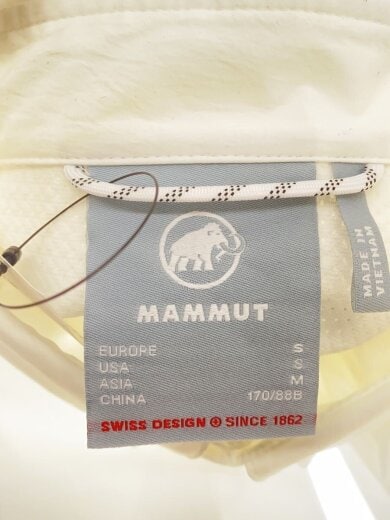 MAMMUT
EUROPE S
USA S
ASIA M
CHINA 170/88B
SWISS DESIGN SINCE 1862
MADE IN
VIETNAM